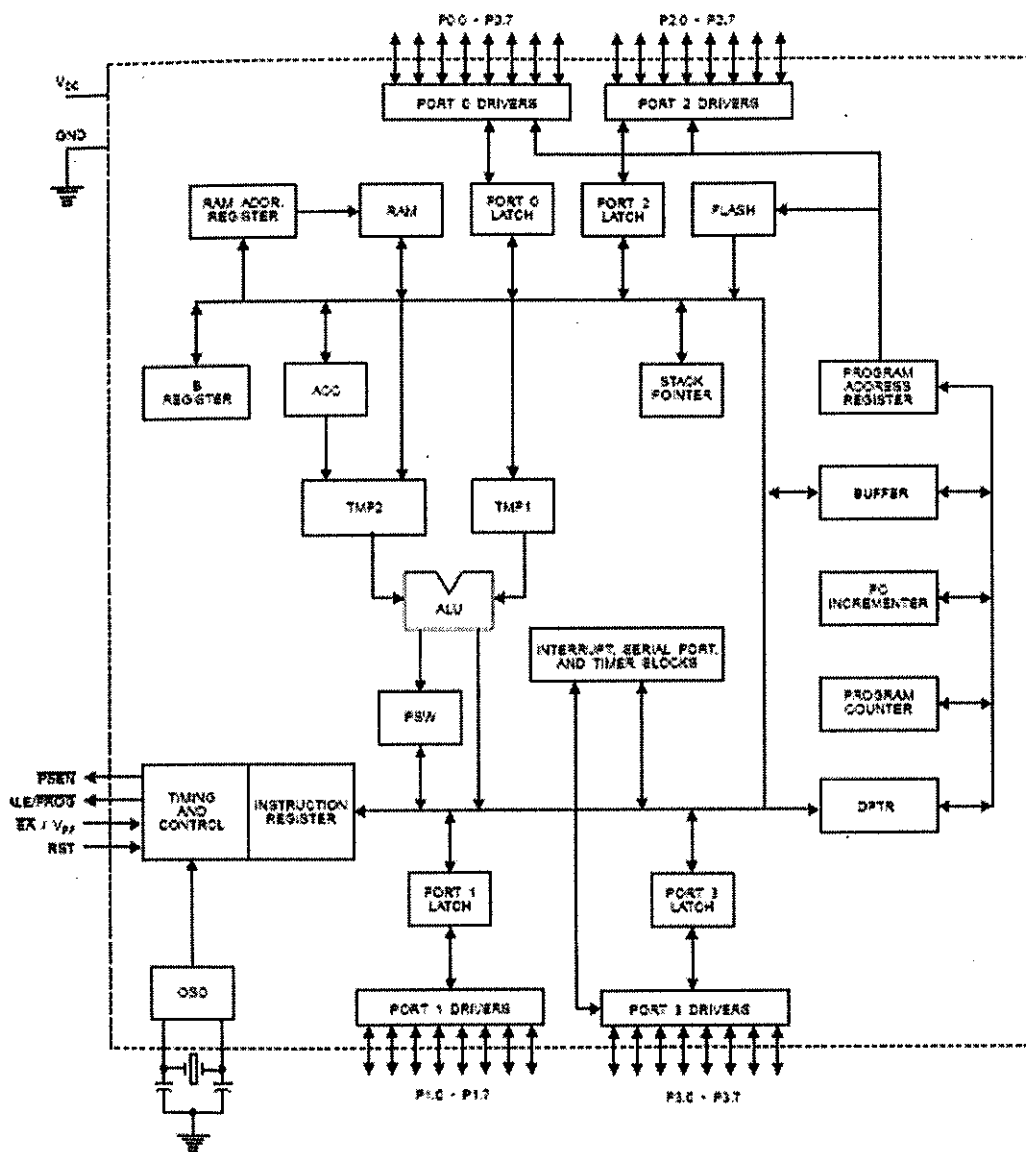 P0.0 - P0.7
P2.0 - P2.7
VCC
PORT 0 DRIVERS
PORT 2 DRIVERS
GND
RAM ADDR.
REGISTER
RAM
PORT 0
LATCH
PORT 2
LATCH
FLASH
B
REGISTER
ACC
STACK
POINTER
PROGRAM
ADDRESS
REGISTER
TMP2
TMP1
BUFFER
ALU
PC
INCREMENTER
INTERRUPT, SERIAL PORT,
AND TIMER BLOCKS
PSW
PROGRAM
COUNTER
PSEN
ALE/PROG
EA / VPP
RST
TIMING
AND
CONTROL
INSTRUCTION
REGISTER
DPTR
PORT 1
LATCH
PORT 3
LATCH
OSC
PORT 1 DRIVERS
PORT 3 DRIVERS
P1.0 - P1.7
P3.0 - P3.7